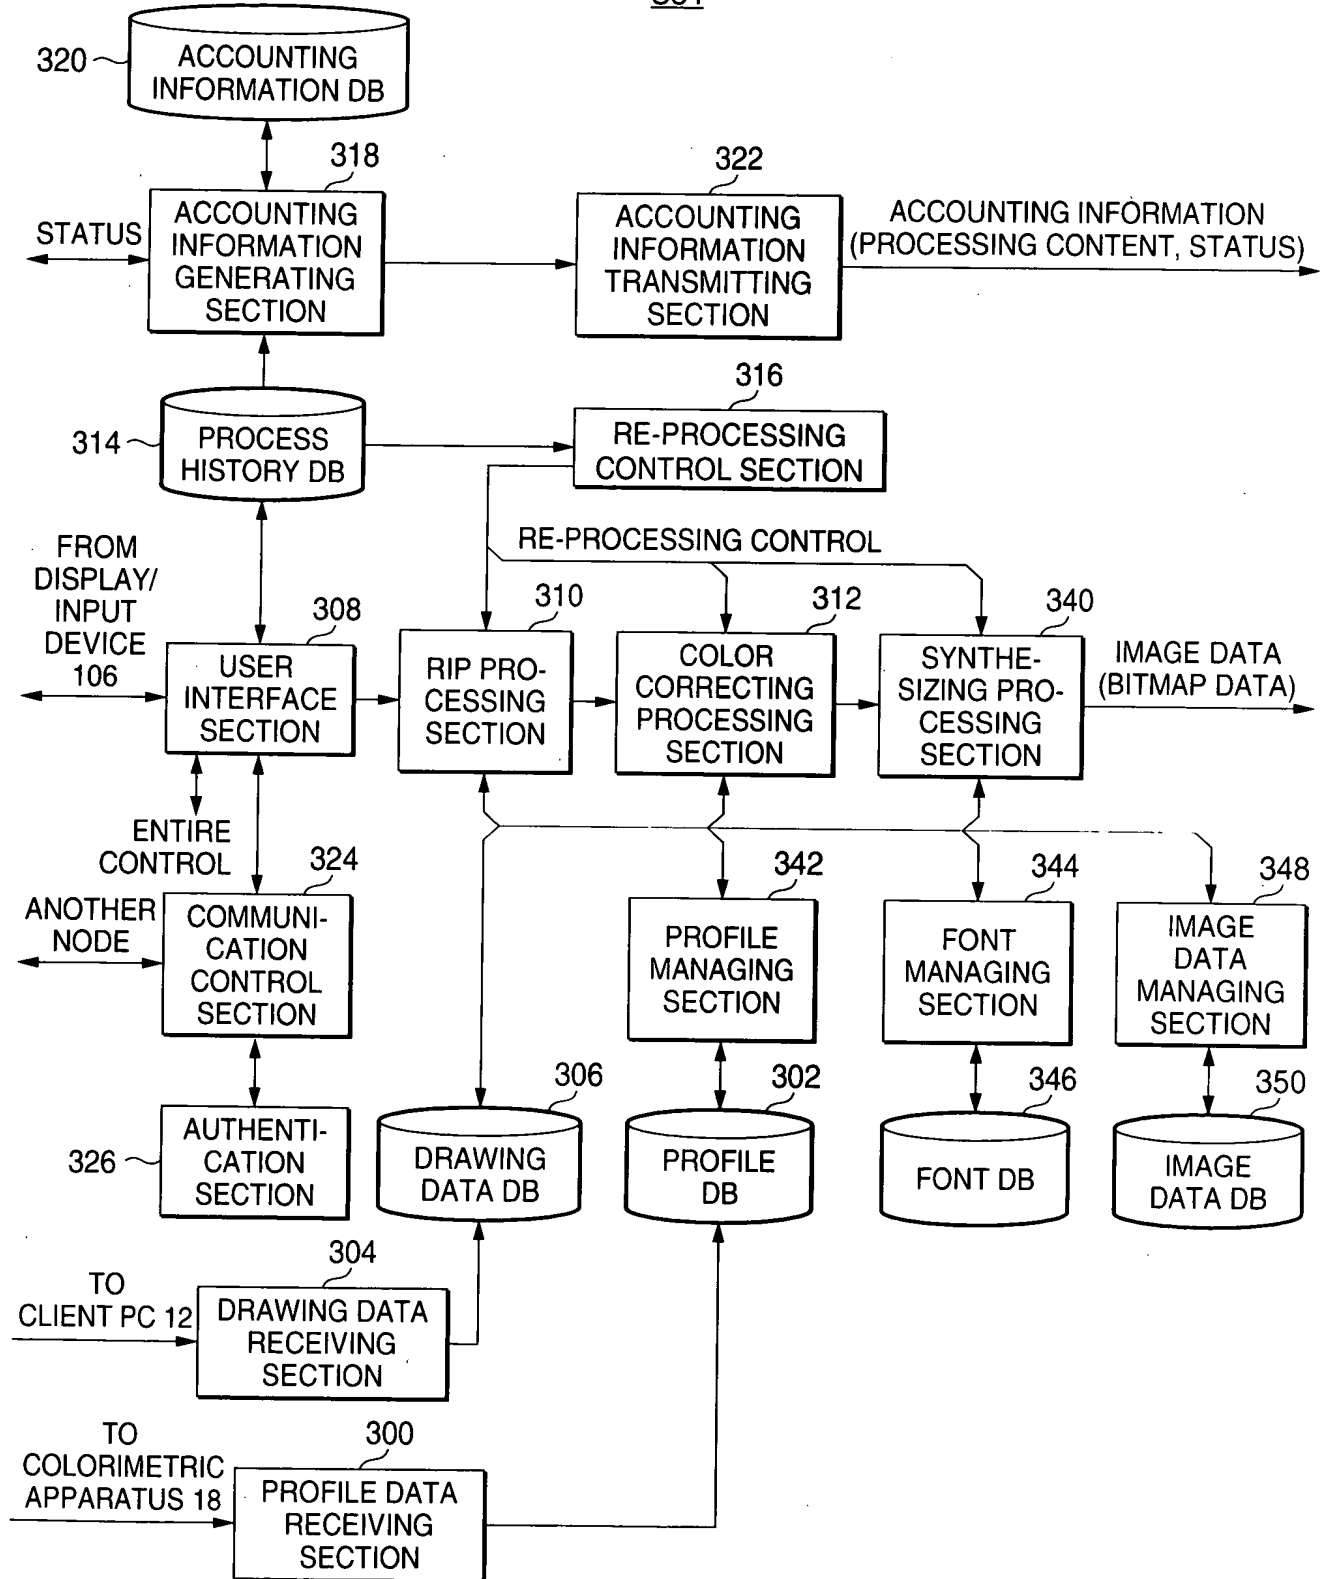 320
ACCOUNTING
INFORMATION DB
318
322
STATUS
ACCOUNTING
INFORMATION
GENERATING
SECTION
ACCOUNTING
INFORMATION
TRANSMITTING
SECTION
ACCOUNTING INFORMATION
(PROCESSING CONTENT, STATUS)
314
PROCESS
HISTORY DB
316
RE-PROCESSING
CONTROL SECTION
RE-PROCESSING CONTROL
FROM
DISPLAY/
INPUT
DEVICE
106
308
USER
INTERFACE
SECTION
310
RIP PRO-
CESSING
SECTION
312
COLOR
CORRECTING
PROCESSING
SECTION
340
SYNTHE-
SIZING PRO-
CESSING
SECTION
IMAGE DATA
(BITMAP DATA)
ENTIRE
CONTROL
324
ANOTHER
NODE
COMMUNI-
CATION
CONTROL
SECTION
342
PROFILE
MANAGING
SECTION
344
FONT
MANAGING
SECTION
348
IMAGE
DATA
MANAGING
SECTION
326
AUTHENTI-
CATION
SECTION
306
DRAWING
DATA DB
302
PROFILE
DB
346
FONT DB
350
IMAGE
DATA DB
TO
CLIENT PC 12
304
DRAWING DATA
RECEIVING
SECTION
TO
COLORIMETRIC
APPARATUS 18
300
PROFILE DATA
RECEIVING
SECTION